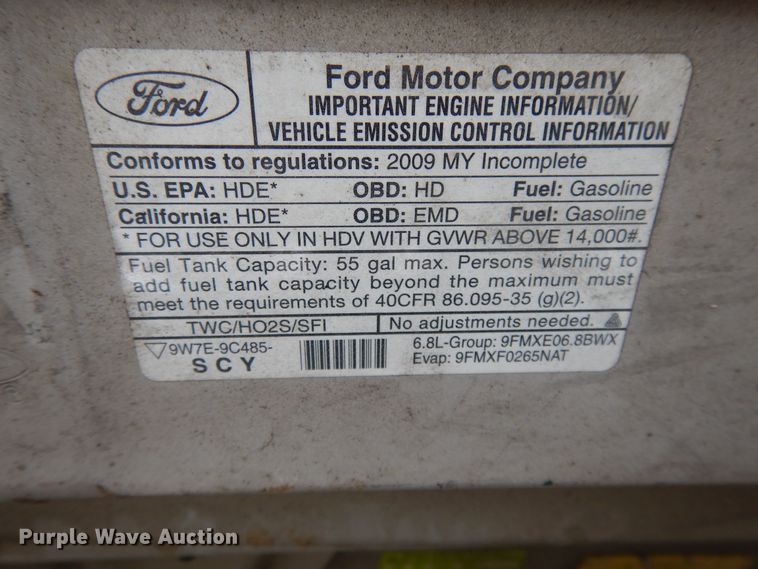 Ford
Ford Motor Company
IMPORTANT ENGINE INFORMATION/
VEHICLE EMISSION CONTROL INFORMATION
Conforms to regulations: 2009 MY Incomplete
U.S. EPA: HDE* OBD: HD Fuel: Gasoline
California: HDE* OBD: EMD Fuel: Gasoline
* FOR USE ONLY IN HDV WITH GVWR ABOVE 14,000#.
Fuel Tank Capacity: 55 gal max. Persons wishing to
add fuel tank capacity beyond the maximum must
meet the requirements of 40CFR 86.095-35 (g)(2).
TWC/HO2S/SFI No adjustments needed.
9W7E-9C485- 6.8L-Group: 9FMXE06.8BWX
S C Y Evap: 9FMXF0265NAT
Purple Wave Auction